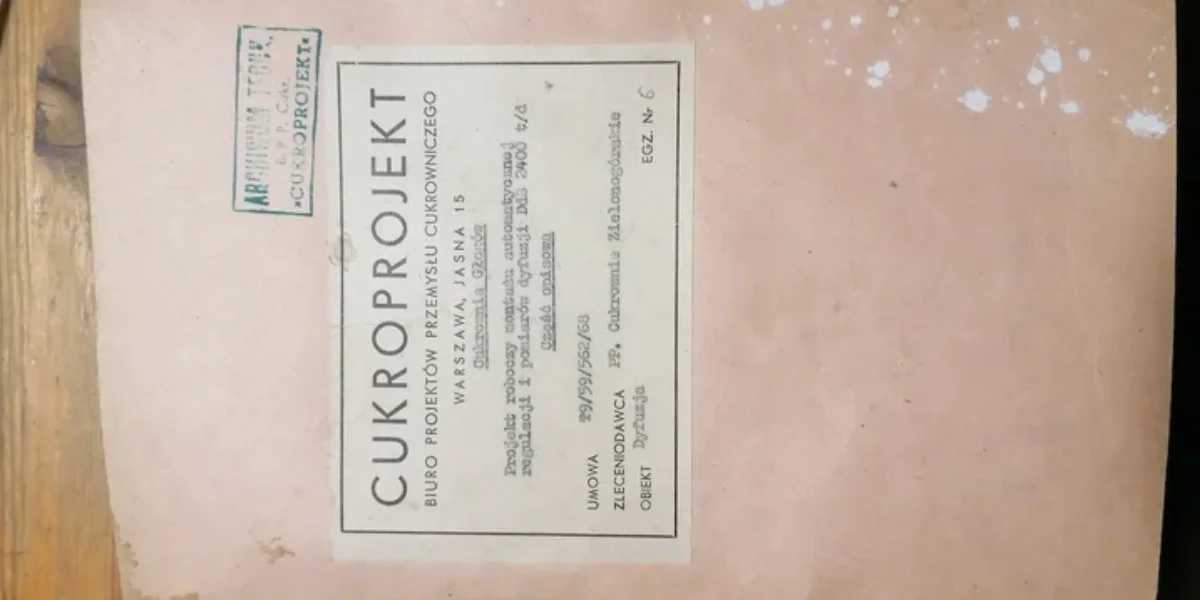 ARCHIWUM TECHN.
B. P. P. Cukr.
"CUKROPROJEKT"
CUKROPROJEKT
BIURO PROJEKTÓW PRZEMYSŁU CUKROWNICZEGO
WARSZAWA, JASNA 15
Cukrownia Głogów
Projekt roboczy montażu automatycznej
regulacji i pomiarów dyfuzji DdS 2400 t/d
Część opisowa
UMOWA T9/59/562/68
ZLECENIODAWCA PP. Cukrownie Zielonogórskie
OBIEKT Dyfuzja EGZ. Nr 6